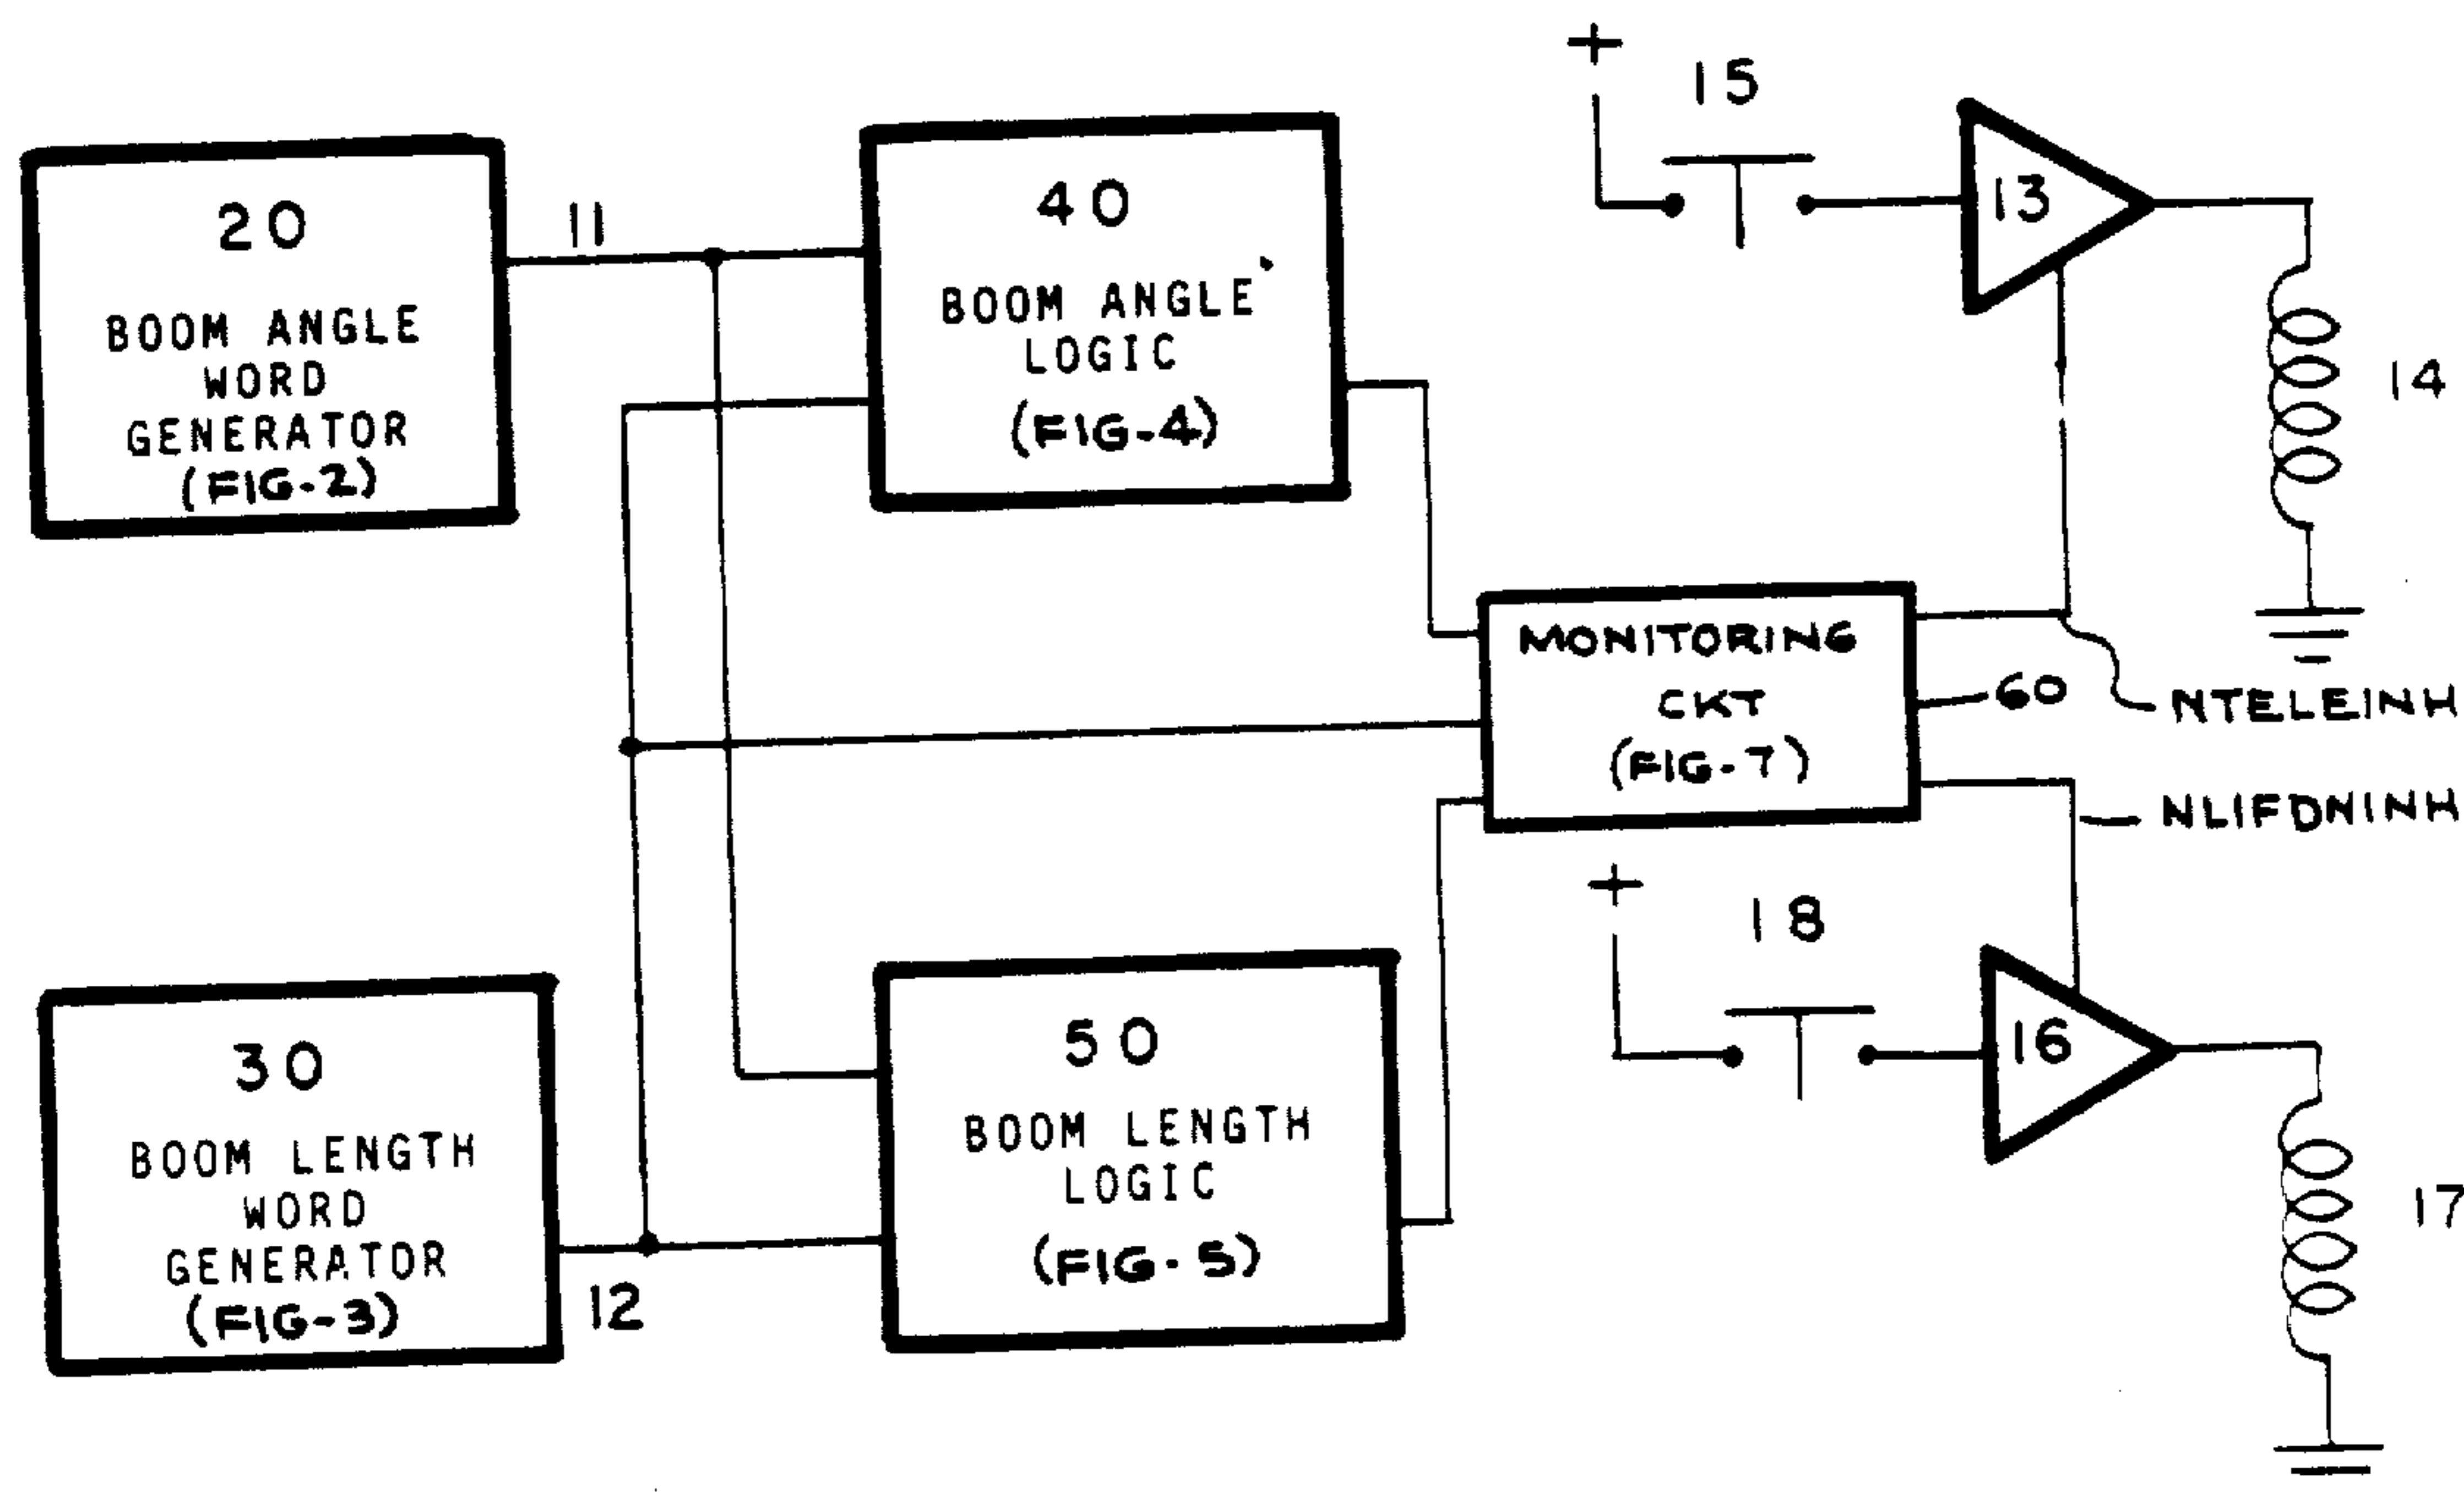 20
BOOM ANGLE
WORD
GENERATOR
(FIG-2)
11
40
BOOM ANGLE
LOGIC
(FIG-4)
+
15
13
14
MONITORING
CKT
(FIG-7)
60
NTELEINH
NLIFDNINH
30
BOOM LENGTH
WORD
GENERATOR
(FIG-3)
12
50
BOOM LENGTH
LOGIC
(FIG-5)
+
18
16
17